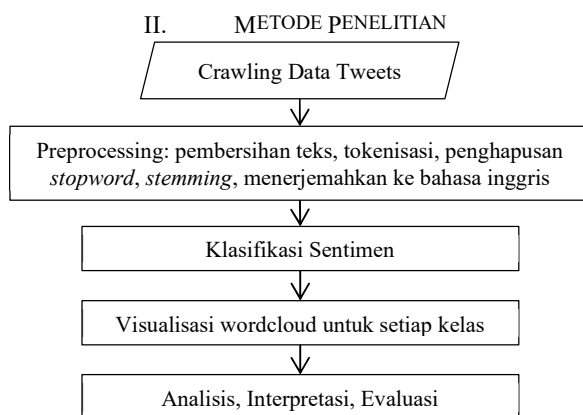 II. METODE PENELITIAN
Crawling Data Tweets
Preprocessing: pembersihan teks, tokenisasi, penghapusan
stopword, stemming, menerjemahkan ke bahasa inggris
Klasifikasi Sentimen
Visualisasi wordcloud untuk setiap kelas
Analisis, Interpretasi, Evaluasi